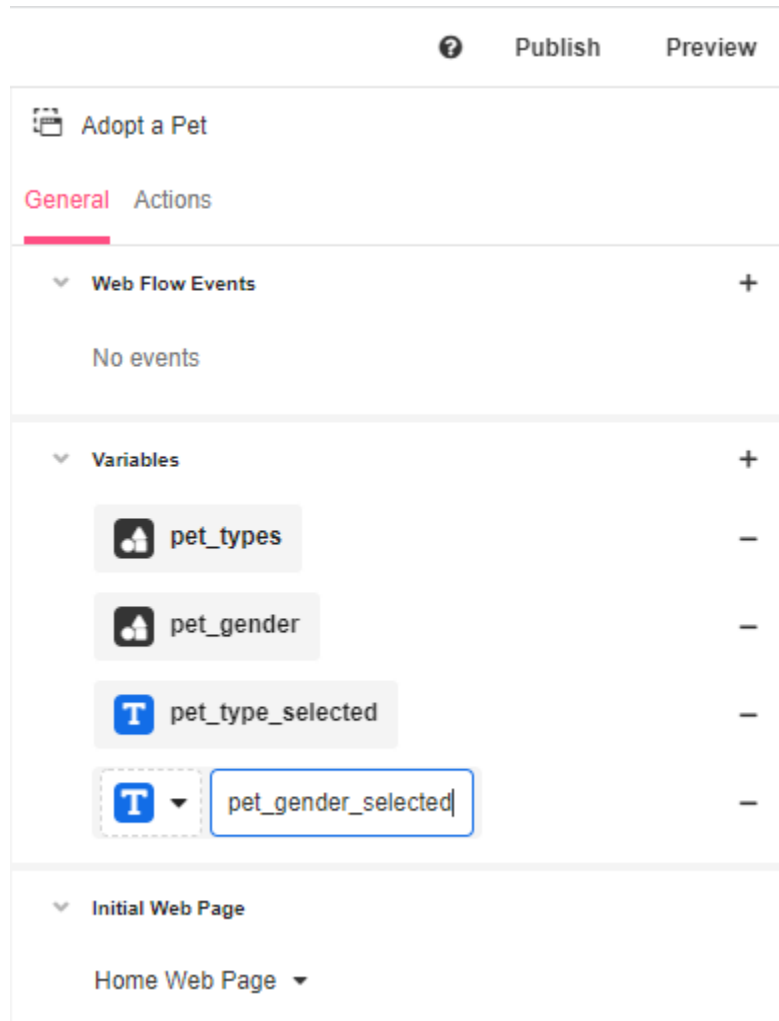 Publish Preview
Adopt a Pet
General Actions
Web Flow Events
No events
Variables
pet_types
pet_gender
T pet_type_selected
T pet_gender_selected
Initial Web Page
Home Web Page